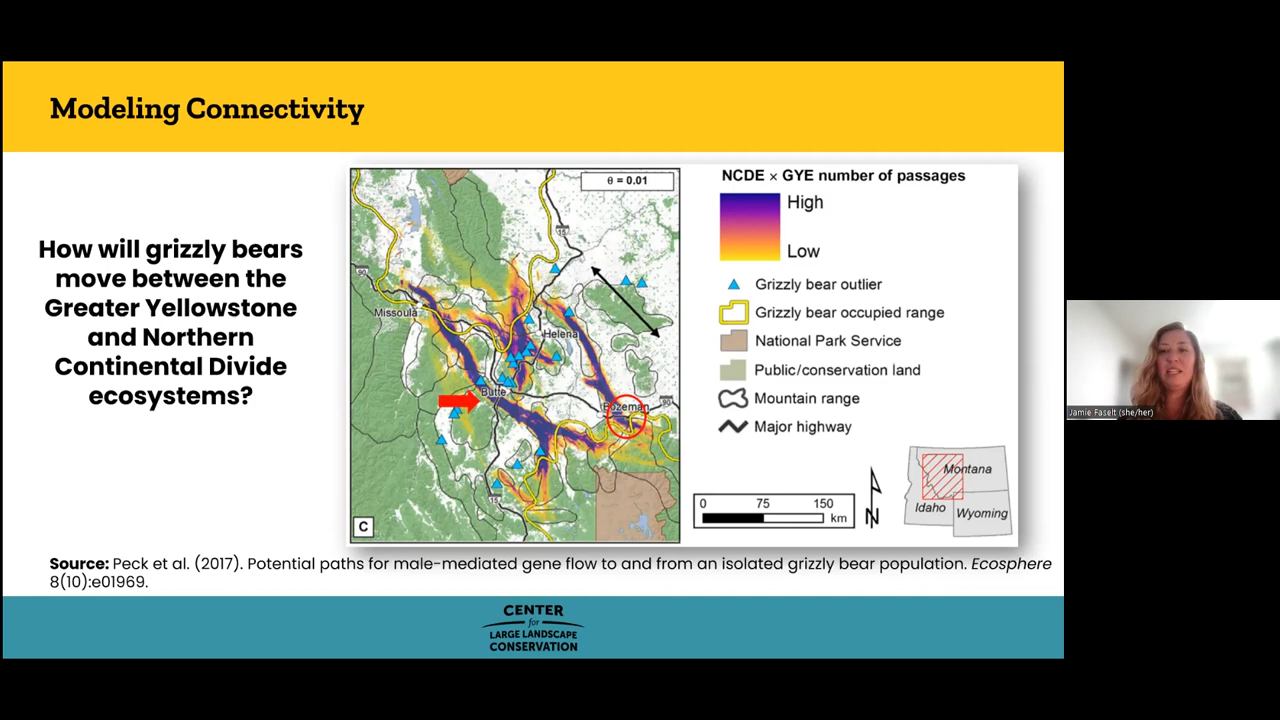 Modeling Connectivity
How will grizzly bears
move between the
Greater Yellowstone
and Northern
Continental Divide
ecosystems?
θ = 0.01
15
90
Missoula
Helena
Butte
Bozeman
90
15
C
NCDE × GYE number of passages
High
Low
Grizzly bear outlier
Grizzly bear occupied range
National Park Service
Public/conservation land
Mountain range
Major highway
0 75 150
km
N
Montana
Idaho
Wyoming
Source: Peck et al. (2017). Potential paths for male-mediated gene flow to and from an isolated grizzly bear population. Ecosphere
8(10):e01969.
CENTER
for
LARGE LANDSCAPE
CONSERVATION
Jamie Faselt (she/her)